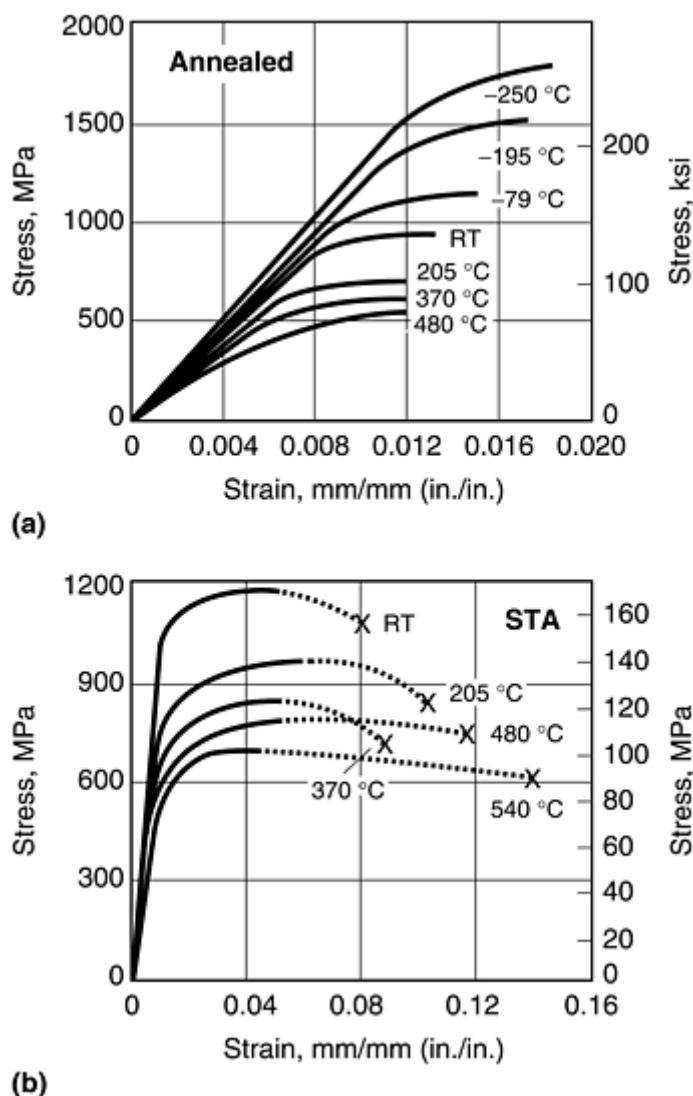 2000
Annealed
–250 °C
1500
200
–195 °C
–79 °C
Stress, MPa
Stress, ksi
1000
RT
205 °C
100
370 °C
500
480 °C
0
0
0 0.004 0.008 0.012 0.016 0.020
Strain, mm/mm (in./in.)
(a)
1200
160
RT
STA
140
900
205 °C
120
480 °C
Stress, MPa
Stress, MPa
100
600
370 °C
540 °C
80
60
300
40
20
0
0
0 0.04 0.08 0.12 0.16
Strain, mm/mm (in./in.)
(b)